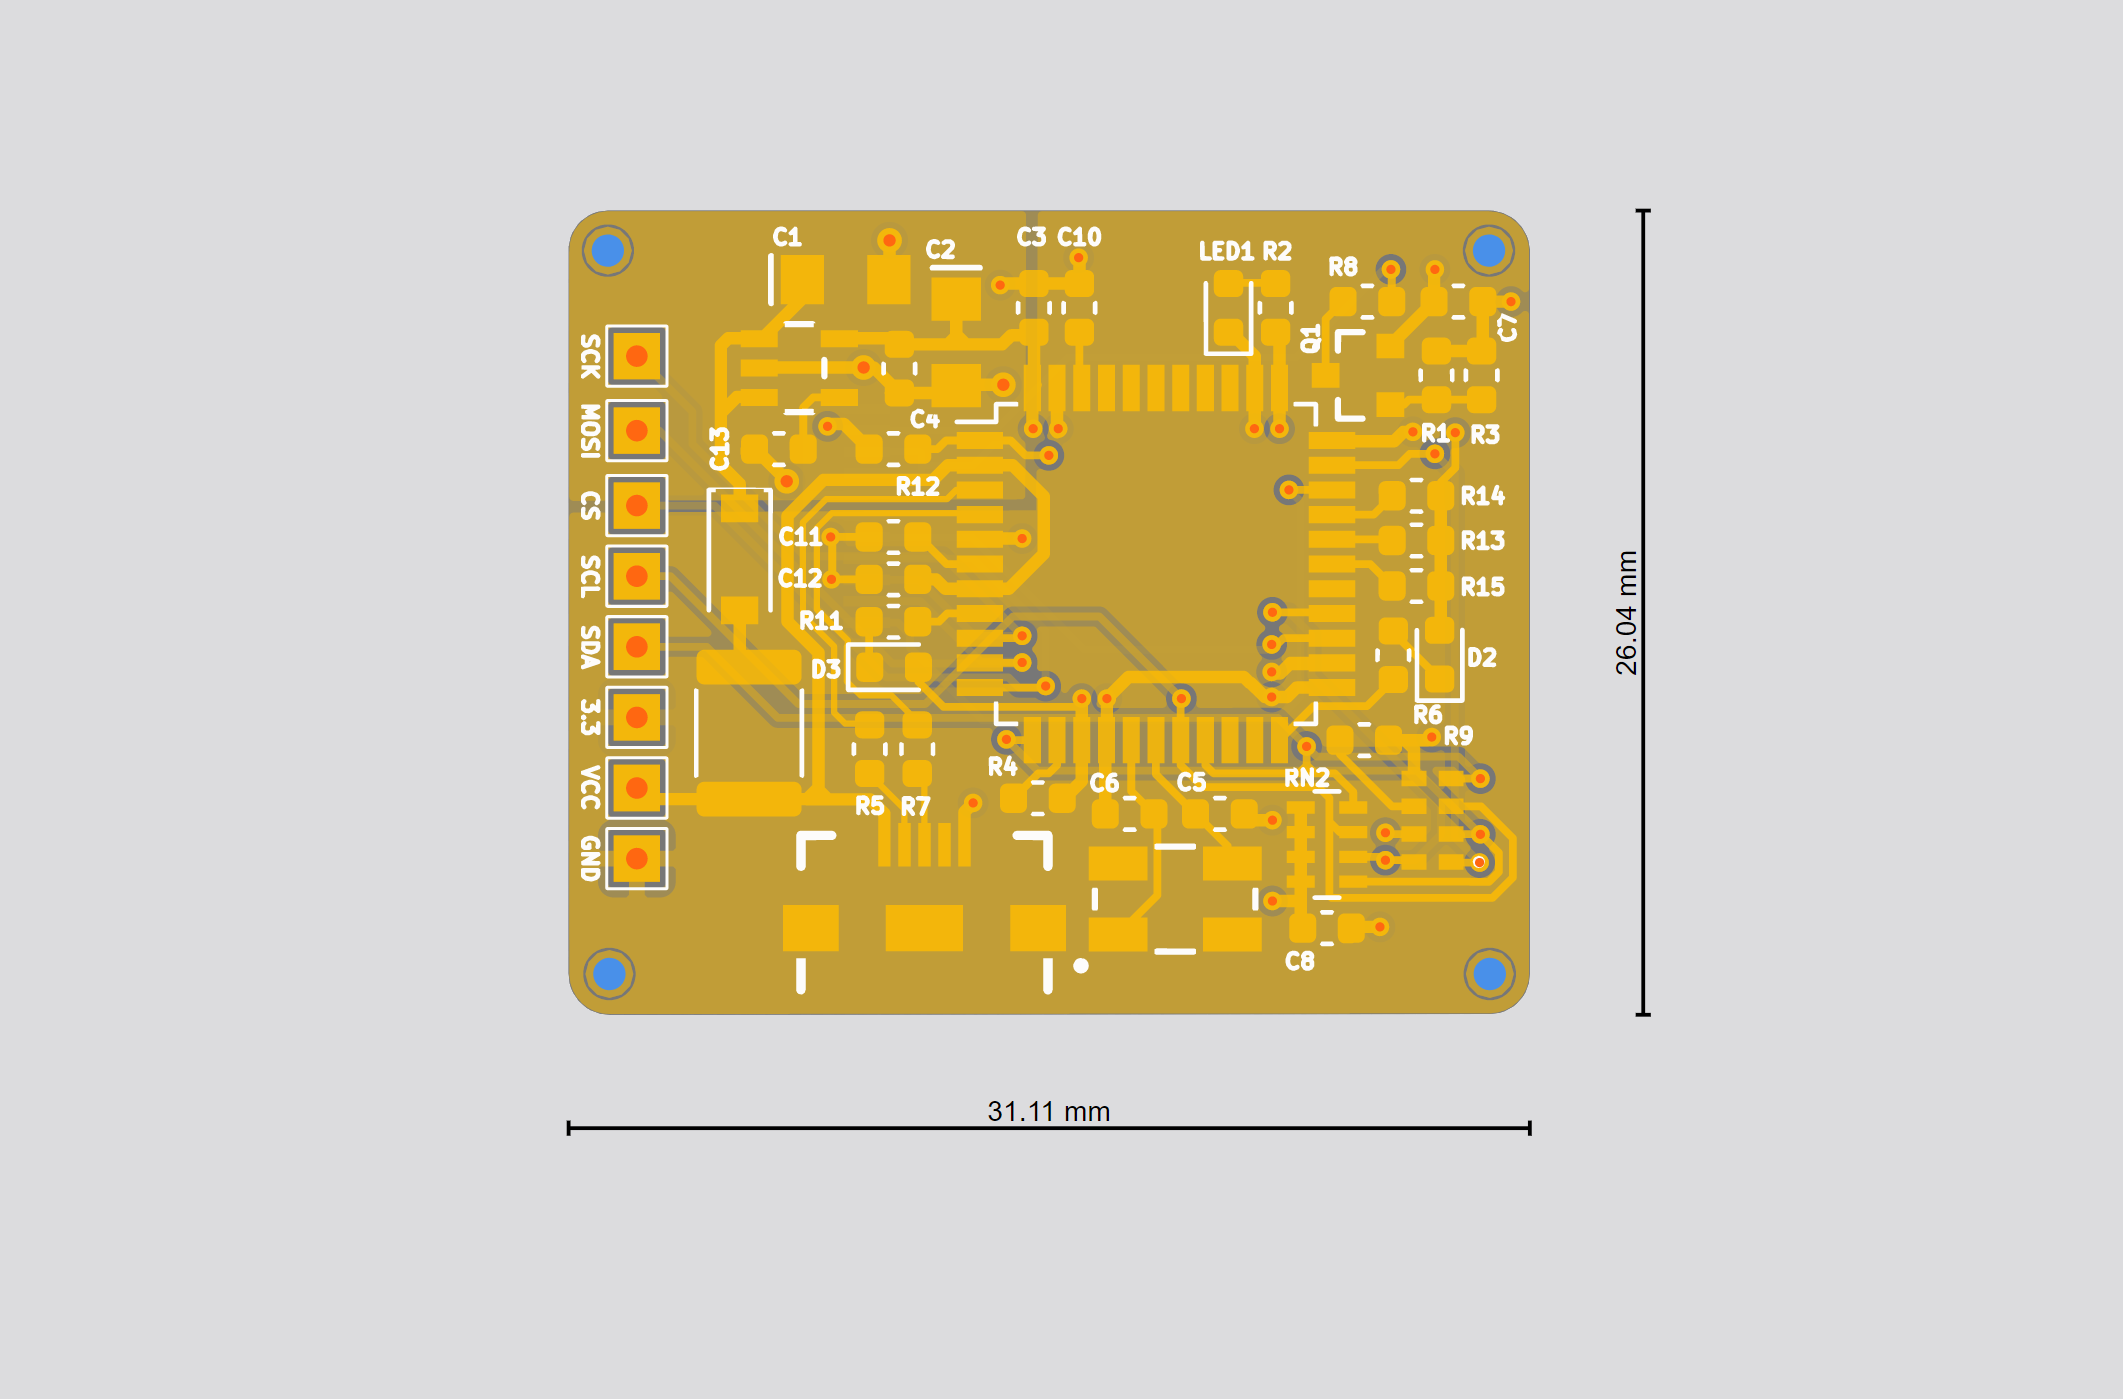 C1
C2
C3
C10
LED1
R2
R8
C7
Q1
SCK
MOSI
CS
SCL
SDA
3.3
VCC
GND
C13
C4
R12
R1
R3
R14
R13
R15
C11
C12
R11
D3
D2
R6
R9
R4
R5
R7
C6
C5
RN2
C8
26.04 mm
31.11 mm